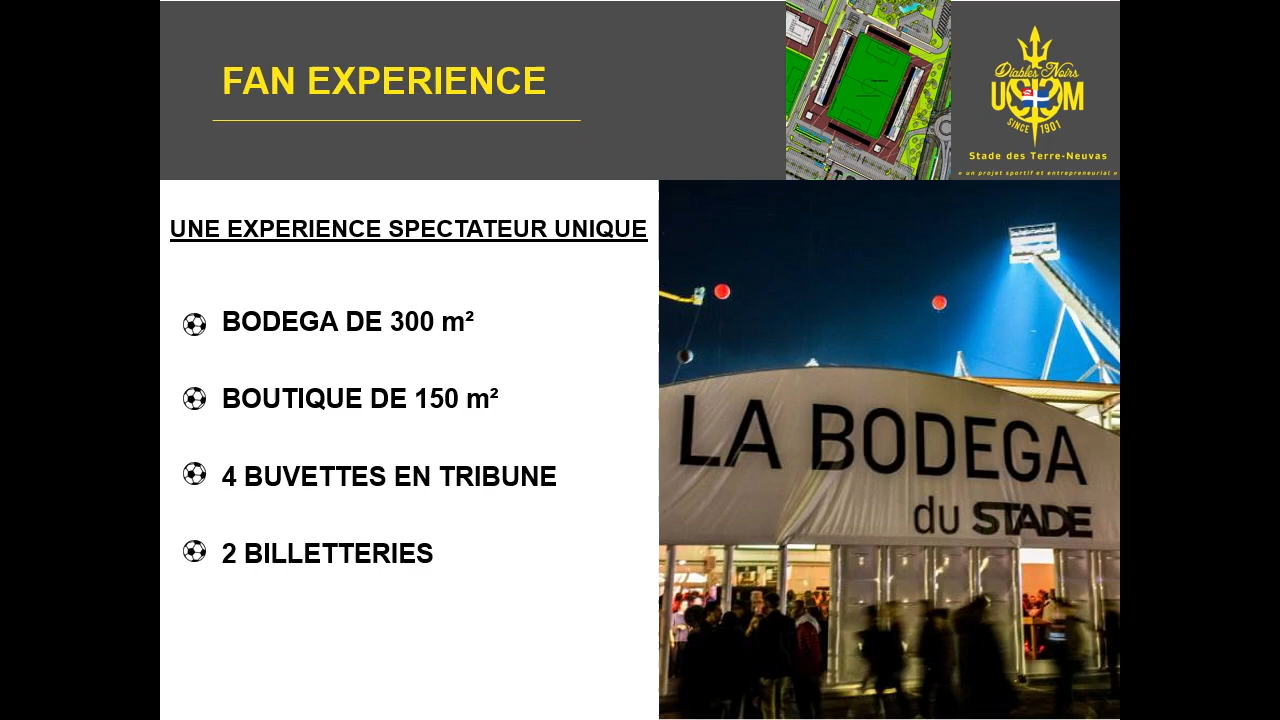 FAN EXPERIENCE
Diables Noirs
USSM
SINCE 1901
Stade des Terre-Neuvas
« un projet sportif et entrepreneurial »
UNE EXPERIENCE SPECTATEUR UNIQUE
BODEGA DE 300 m²
BOUTIQUE DE 150 m²
4 BUVETTES EN TRIBUNE
2 BILLETTERIES
LA BODEGA
du STADE